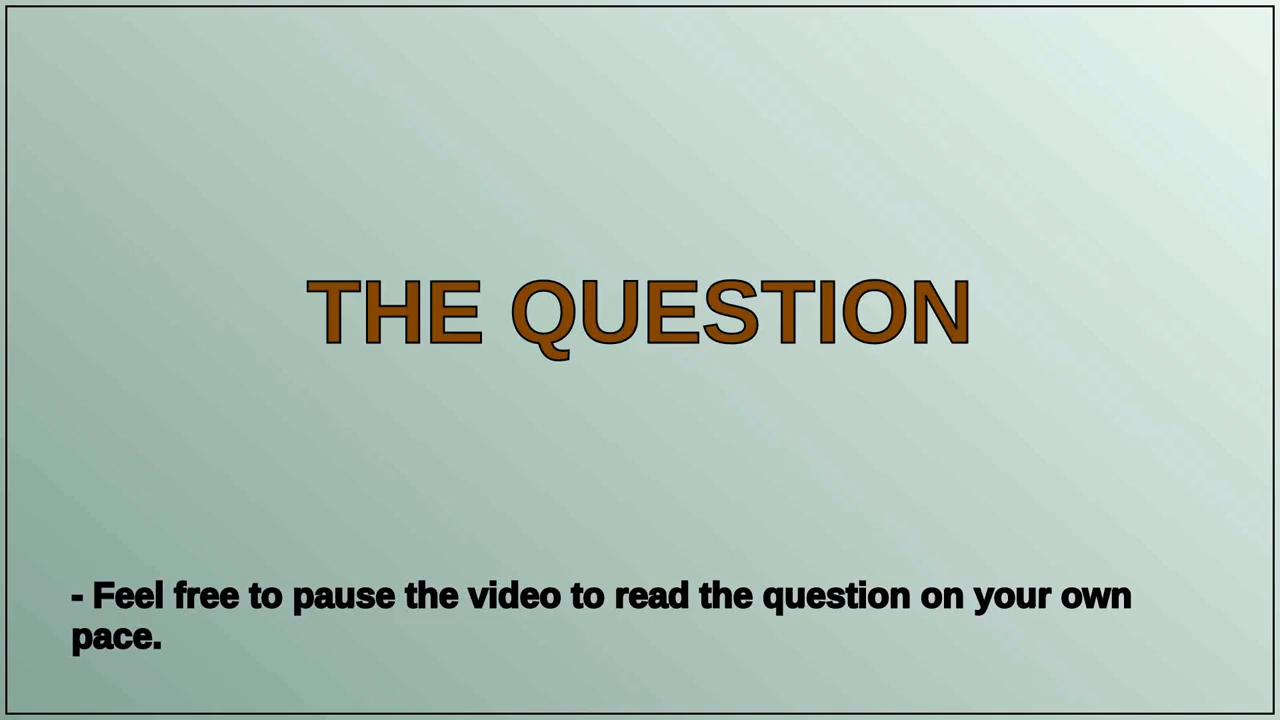 THE QUESTION
- Feel free to pause the video to read the question on your own
pace.